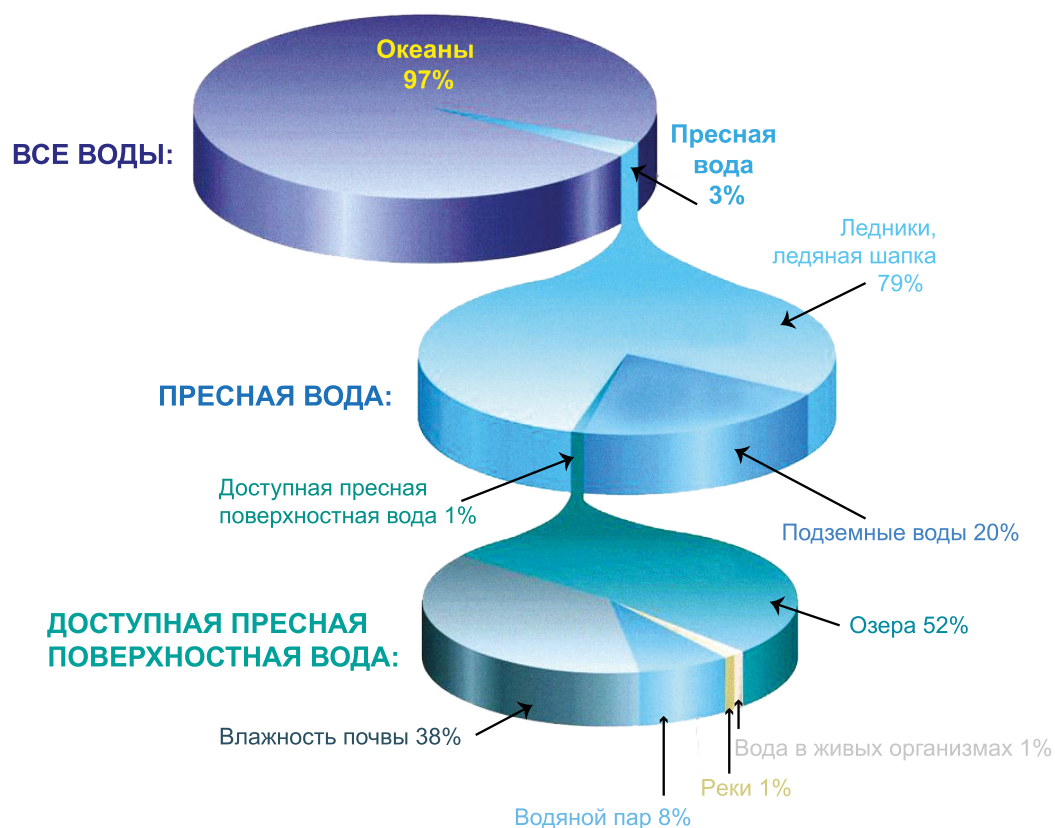 Океаны
97%
ВСЕ ВОДЫ:
Пресная
вода
3%
Ледники,
ледяная шапка
79%
ПРЕСНАЯ ВОДА:
Доступная пресная
поверхностная вода 1%
Подземные воды 20%
ДОСТУПНАЯ ПРЕСНАЯ
ПОВЕРХНОСТНАЯ ВОДА:
Озера 52%
Влажность почвы 38%
Вода в живых организмах 1%
Реки 1%
Водяной пар 8%